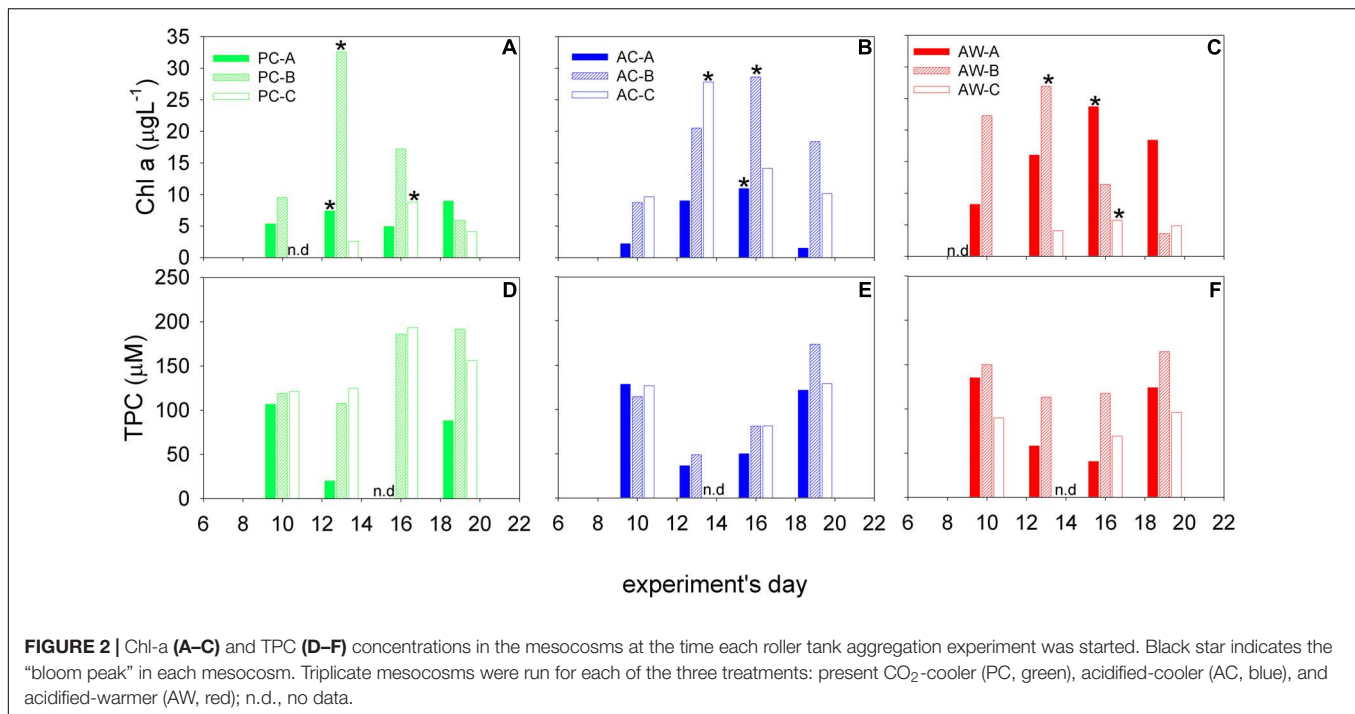 A
B
C
Chl a (µgL⁻¹)
35
30
25
20
15
10
5
0
PC-A
PC-B
PC-C
*
*
*
n.d
AC-A
AC-B
AC-C
*
*
*
AW-A
AW-B
AW-C
*
*
*
n.d
D
E
F
TPC (µM)
250
200
150
100
50
0
n.d
n.d
n.d
6 8 10 12 14 16 18 20 22
6 8 10 12 14 16 18 20 22
6 8 10 12 14 16 18 20 22
experiment's day
FIGURE 2 | Chl-a (A–C) and TPC (D–F) concentrations in the mesocosms at the time each roller tank aggregation experiment was started. Black star indicates the
“bloom peak” in each mesocosm. Triplicate mesocosms were run for each of the three treatments: present CO₂-cooler (PC, green), acidified-cooler (AC, blue), and
acidified-warmer (AW, red); n.d., no data.